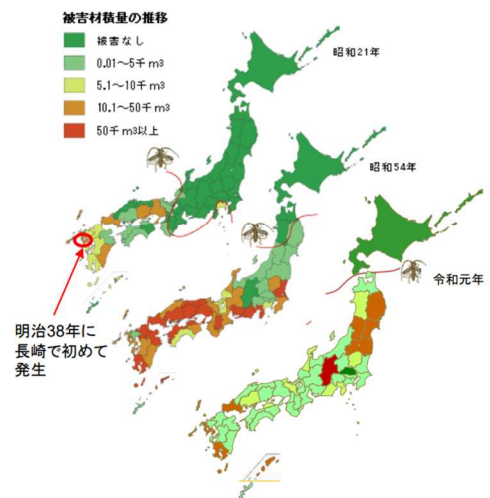 被害材積量の推移
被害なし
0.01～5千m³
5.1～10千m³
10.1～50千m³
50千m³以上
昭和21年
昭和54年
令和元年
明治38年に
長崎で初めて
発生